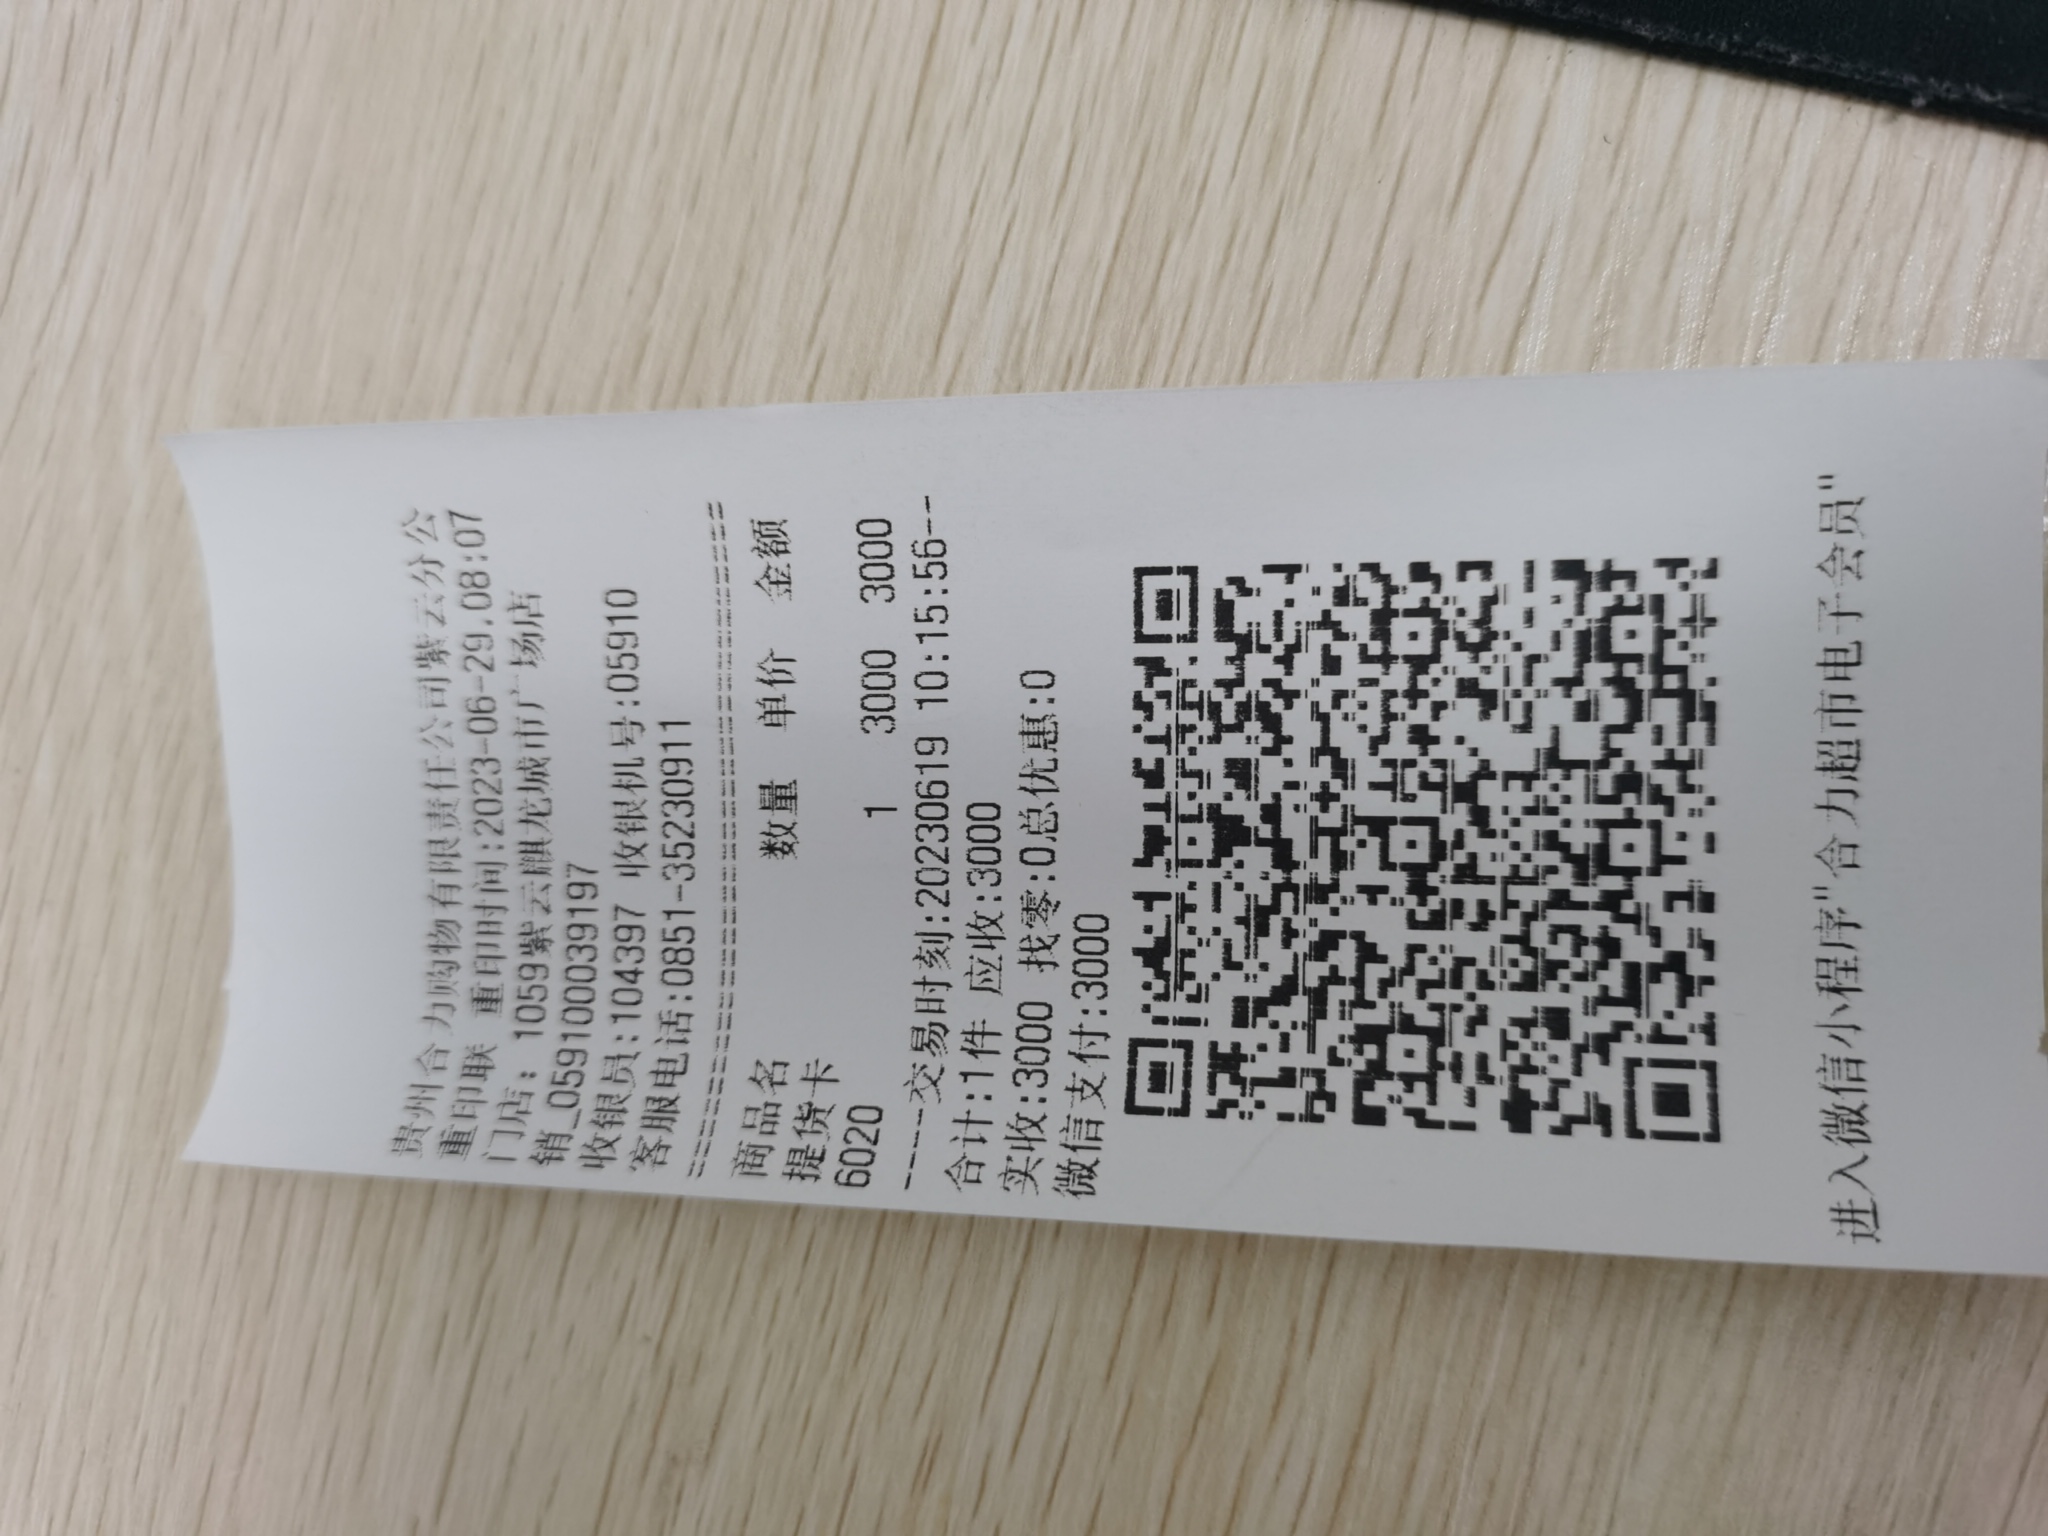 贵州合力购物有限责任公司紫云分公
重印联 重印时间:2023-06-29.08:07
门店: 1059紫云麒龙城市广场店
销_0591000039197
收银员:104397 收银机号:05910
客服电话:0851-35230911
================================
商品名 数量 单价 金额
提货卡
6020 1 3000 3000
----交易时刻:20230619 10:15:56--
合计:1件 应收:3000
实收:3000 找零:0总优惠:0
微信支付:3000
进入微信小程序"合力超市电子会员"